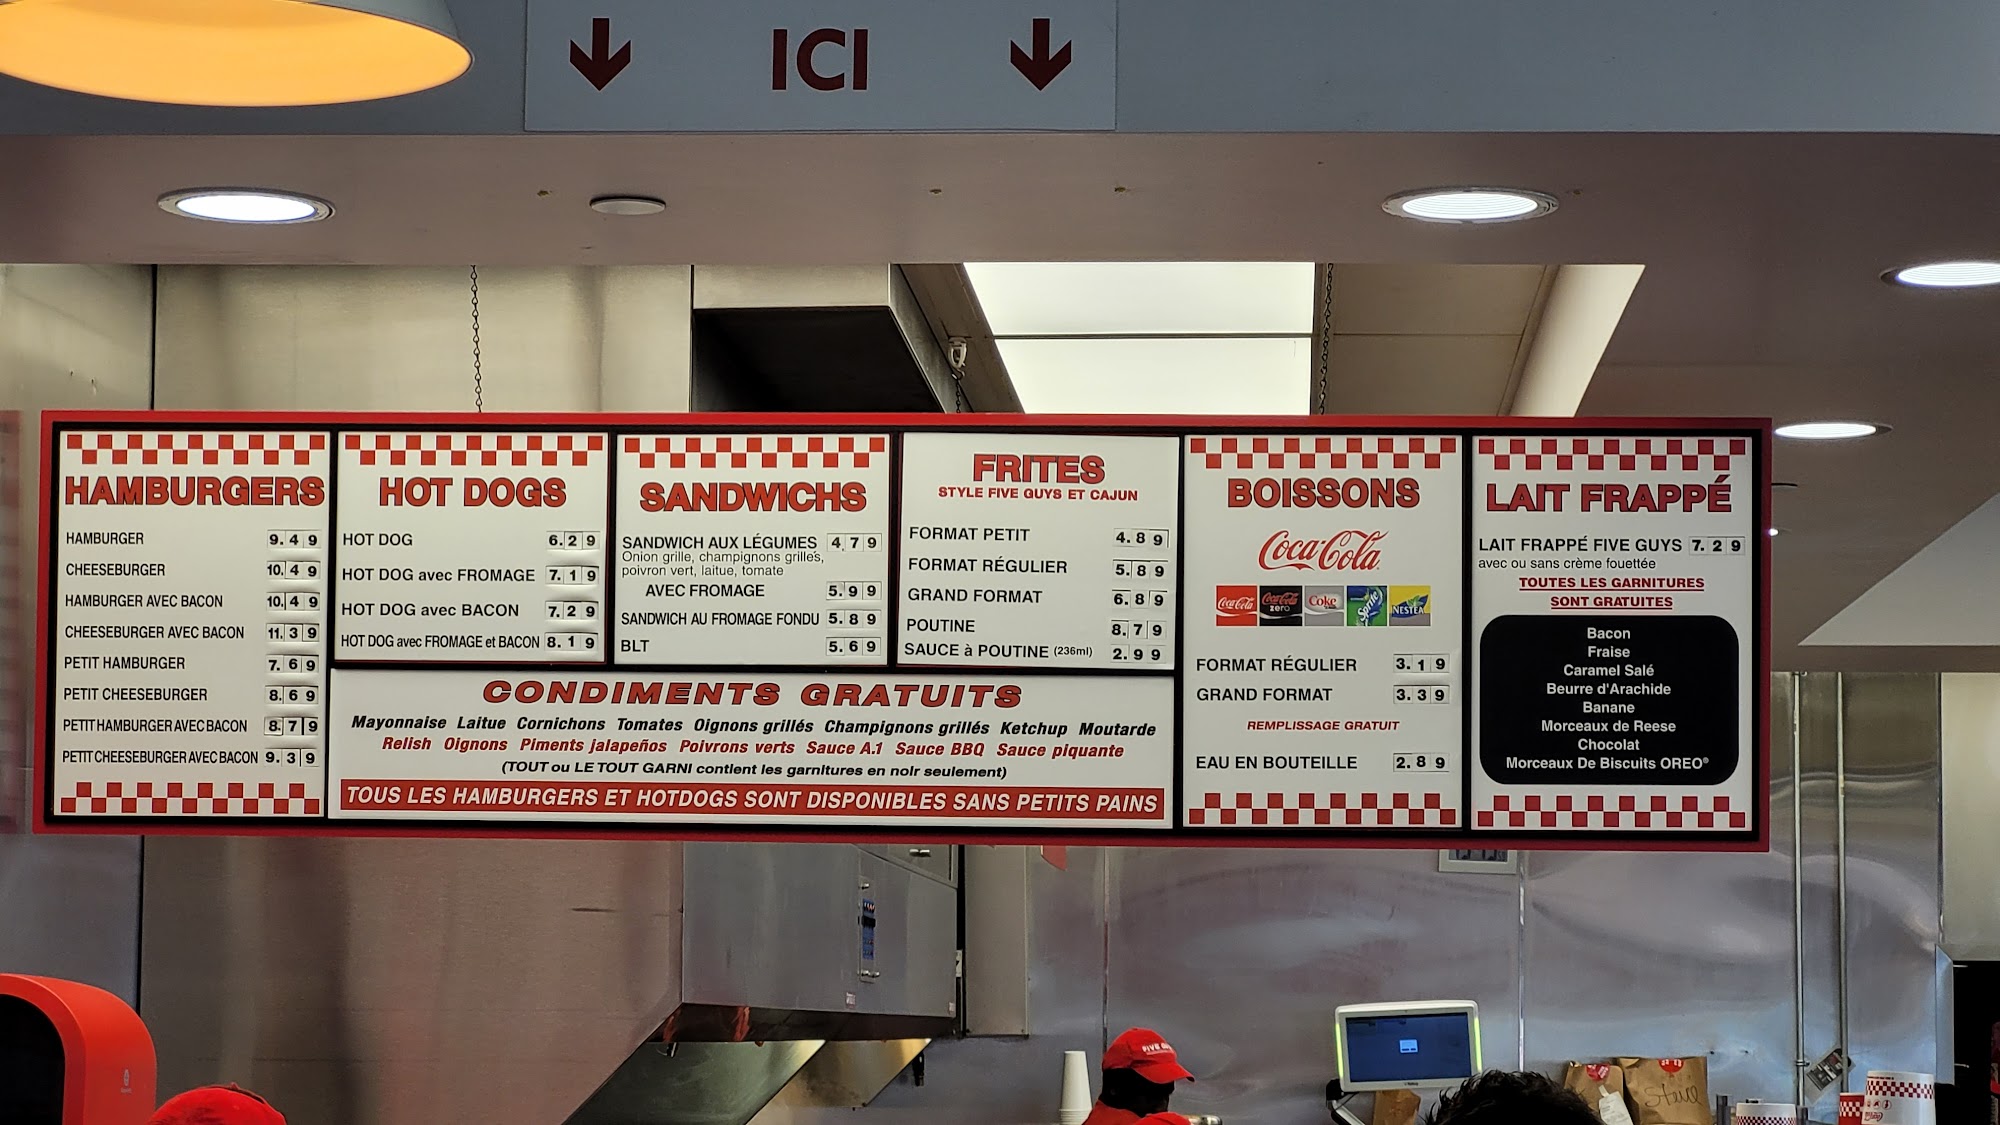 ICI
HAMBURGERS
HAMBURGER 9.49
CHEESEBURGER 10.49
HAMBURGER AVEC BACON 10.49
CHEESEBURGER AVEC BACON 11.39
PETIT HAMBURGER 7.69
PETIT CHEESEBURGER 8.69
PETIT HAMBURGER AVEC BACON 8.79
PETIT CHEESEBURGER AVEC BACON 9.39
HOT DOGS
HOT DOG 6.29
HOT DOG avec FROMAGE 7.19
HOT DOG avec BACON 7.29
HOT DOG avec FROMAGE et BACON 8.19
SANDWICHS
SANDWICH AUX LÉGUMES 4.79
Onion grille, champignons grillés,
poivron vert, laitue, tomate
AVEC FROMAGE 5.99
SANDWICH AU FROMAGE FONDU 5.89
BLT 5.69
FRITES
STYLE FIVE GUYS ET CAJUN
FORMAT PETIT 4.89
FORMAT RÉGULIER 5.89
GRAND FORMAT 6.89
POUTINE 8.79
SAUCE à POUTINE (236ml) 2.99
CONDIMENTS GRATUITS
Mayonnaise Laitue Cornichons Tomates Oignons grillés Champignons grillés Ketchup Moutarde
Relish Oignons Piments jalapeños Poivrons verts Sauce A.1 Sauce BBQ Sauce piquante
(TOUT ou LE TOUT GARNI contient les garnitures en noir seulement)
TOUS LES HAMBURGERS ET HOTDOGS SONT DISPONIBLES SANS PETITS PAINS
BOISSONS
Coca-Cola
Coca-Cola Coca-Cola zero Coke Sprite NESTEA
FORMAT RÉGULIER 3.19
GRAND FORMAT 3.39
REMPLISSAGE GRATUIT
EAU EN BOUTEILLE 2.89
LAIT FRAPPÉ
LAIT FRAPPÉ FIVE GUYS 7.29
avec ou sans crème fouettée
TOUTES LES GARNITURES
SONT GRATUITES
Bacon
Fraise
Caramel Salé
Beurre d'Arachide
Banane
Morceaux de Reese
Chocolat
Morceaux De Biscuits OREO®